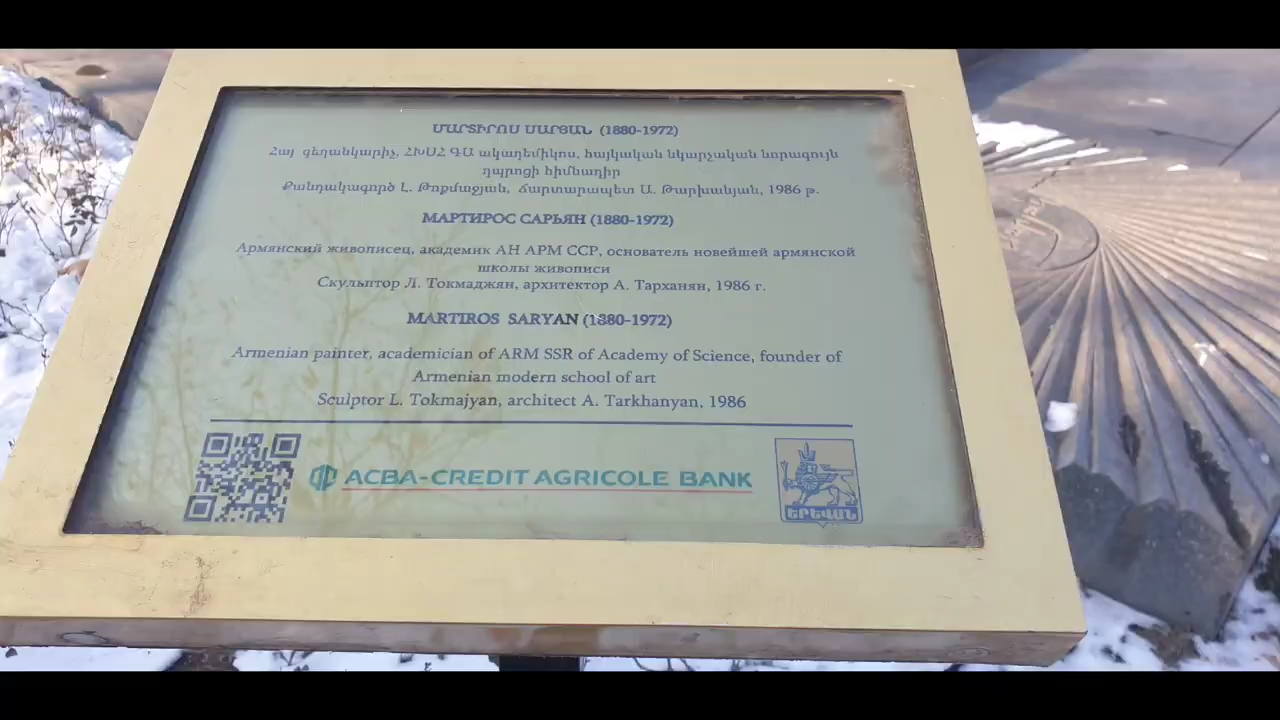 ՄԱՐՏԻՐՈՍ ՍԱՐՅԱՆ (1880-1972)
Հայ գեղանկարիչ, ՀԽՍՀ ԳԱ ակադեմիկոս, հայկական նկարչական նորագույն
դպրոցի հիմնադիր
Քանդակագործ Լ. Թոքմաջյան, ճարտարապետ Ա. Թարխանյան, 1986 թ.
МАРТИРОС САРЬЯН (1880-1972)
Армянский живописец, академик АН АРМ ССР, основатель новейшей армянской
школы живописи
Скульптор Л. Токмаджян, архитектор А. Тарханян, 1986 г.
MARTIROS SARYAN (1880-1972)
Armenian painter, academician of ARM SSR of Academy of Science, founder of
Armenian modern school of art
Sculptor L. Tokmajyan, architect A. Tarkhanyan, 1986
ACBA-CREDIT AGRICOLE BANK
ԵՐԵՎԱՆ